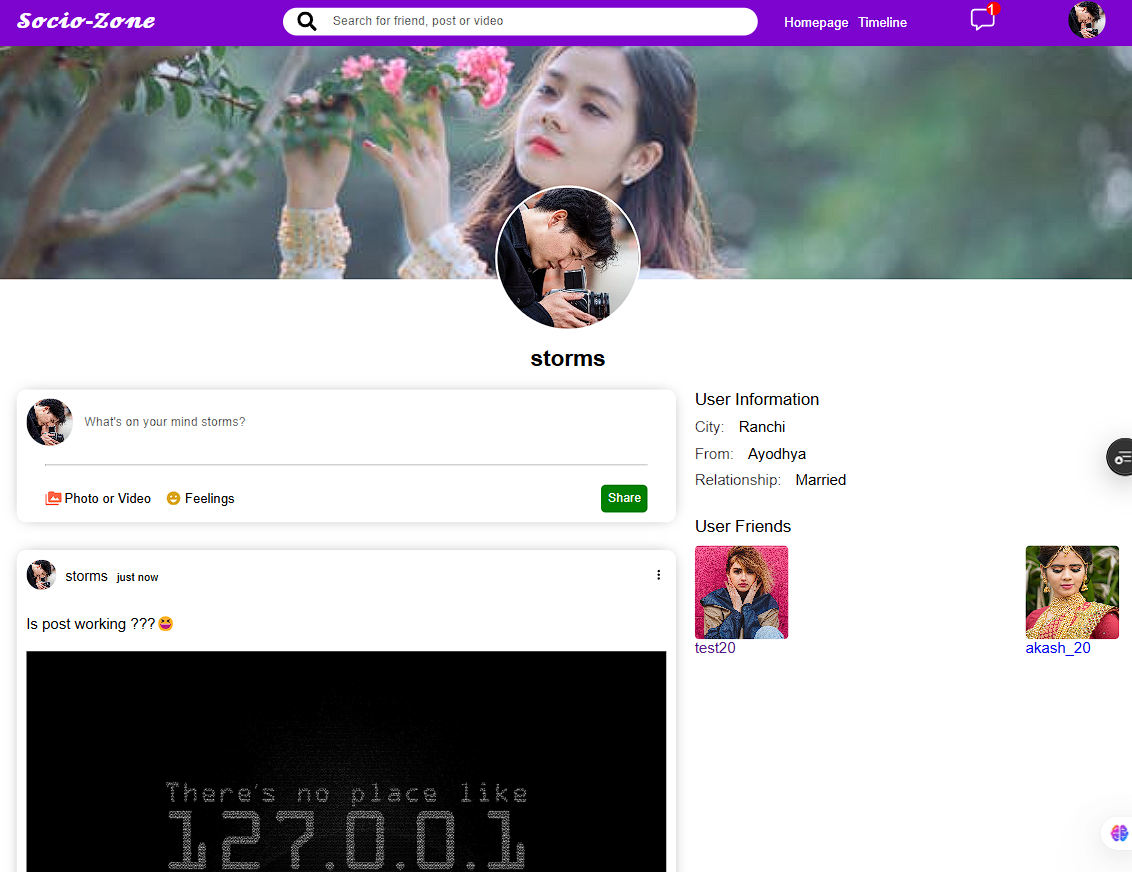 Socio-Zone
Search for friend, post or video
Homepage Timeline
1
storms
What's on your mind storms?
Photo or Video Feelings Share
storms just now
Is post working ???😆
There's no place like
127.0.0.1
User Information
City: Ranchi
From: Ayodhya
Relationship: Married
User Friends
test20 akash_20